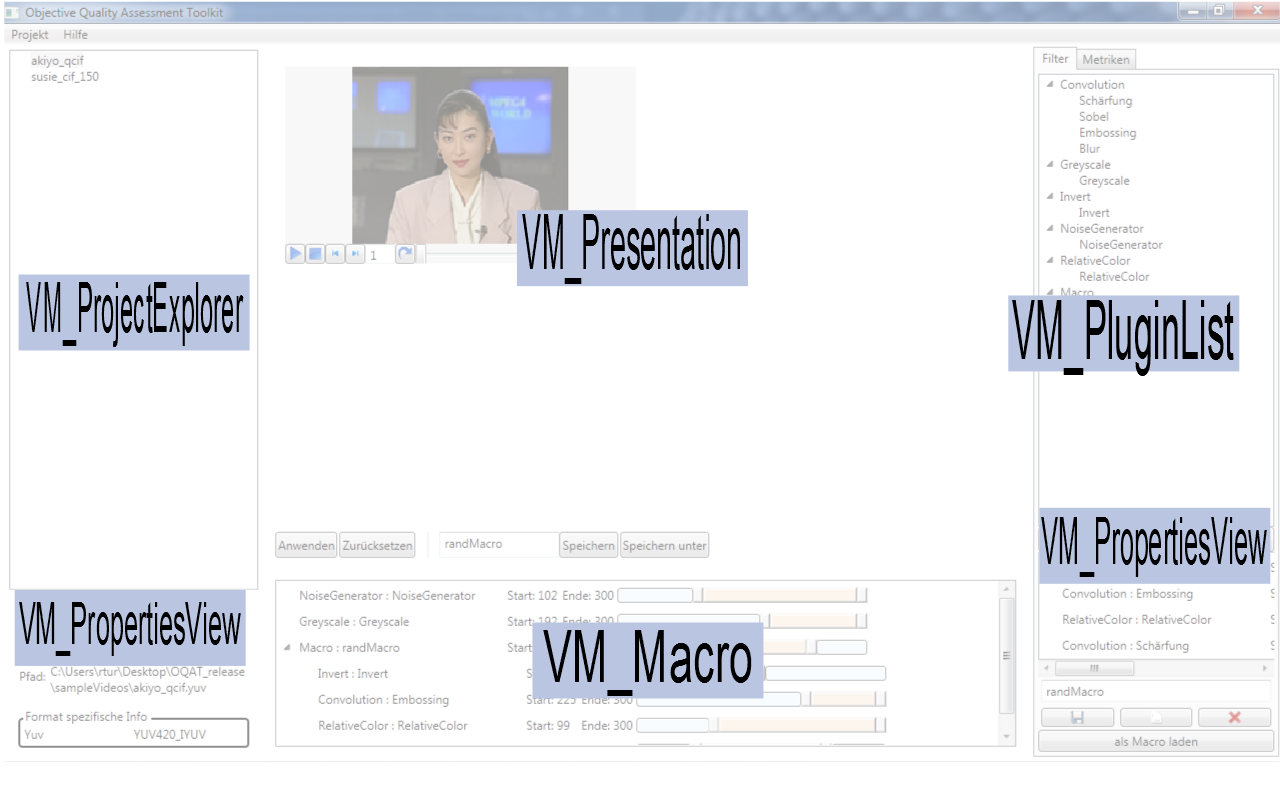 Objective Quality Assessment Toolkit
Projekt Hilfe
akiyo_qcif
susie_cif_150
VM_ProjectExplorer
VM_PropertiesView
Pfad: C:\Users\rtur\Desktop\OQAT_release
\sampleVideos\akiyo_qcif.yuv
Format spezifische Info
Yuv YUV420_IYUV
MPEG4
WORLD
1
VM_Presentation
Anwenden Zurücksetzen randMacro Speichern Speichern unter
NoiseGenerator : NoiseGenerator Start: 102 Ende: 300
Greyscale : Greyscale Start: 192 Ende: 300
Macro : randMacro Start
VM_Macro
Invert : Invert S
Convolution : Embossing Start: 225 Ende: 300
RelativeColor : RelativeColor Start: 99 Ende: 300
Filter Metriken
Convolution
Schärfung
Sobel
Embossing
Blur
Greyscale
Greyscale
Invert
Invert
NoiseGenerator
NoiseGenerator
RelativeColor
RelativeColor
Macro
VM_PluginList
VM_PropertiesView
S
Convolution : Embossing S
RelativeColor : RelativeColor S
Convolution : Schärfung S
randMacro
als Macro laden